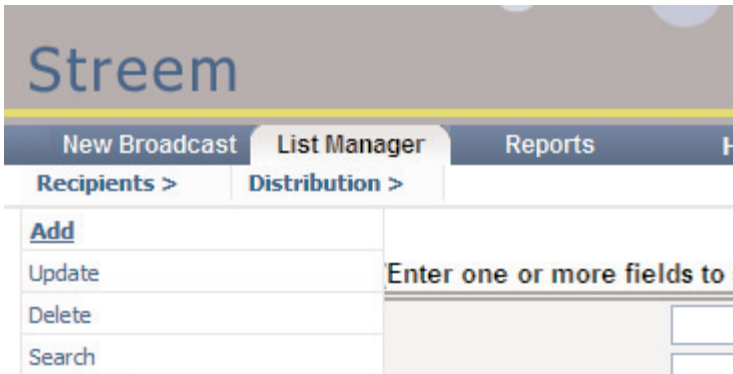 Streem
New Broadcast List Manager Reports
Recipients > Distribution >
Add
Update
Enter one or more fields to
Delete
Search